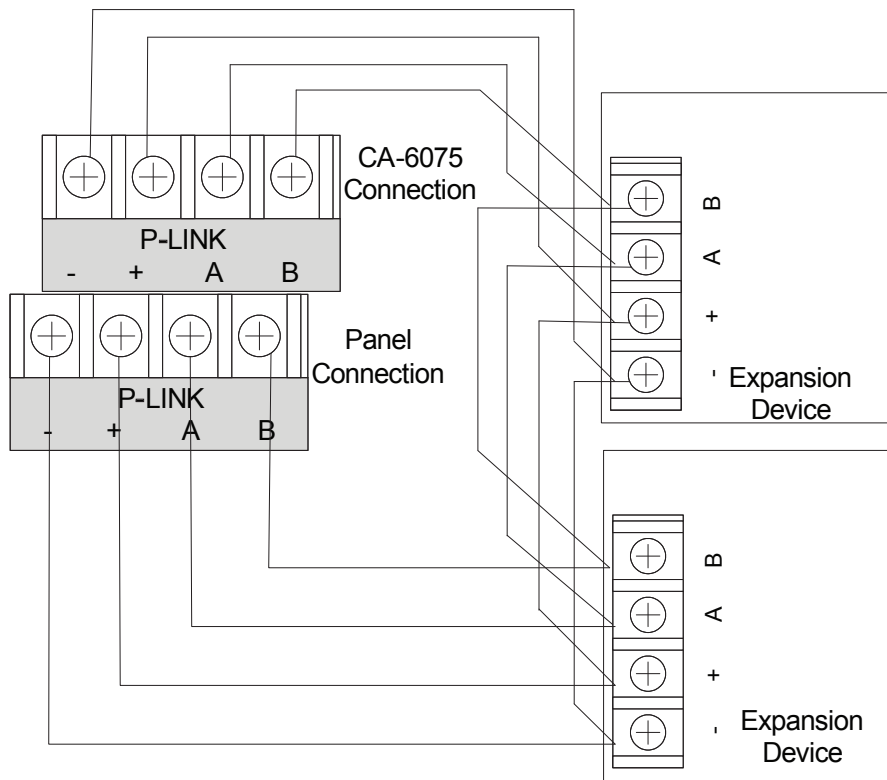 CA-6075
Connection
P-LINK
- + A B
Panel
Connection
P-LINK
- + A B
B
A
+
-
Expansion
Device
B
A
+
-
Expansion
Device